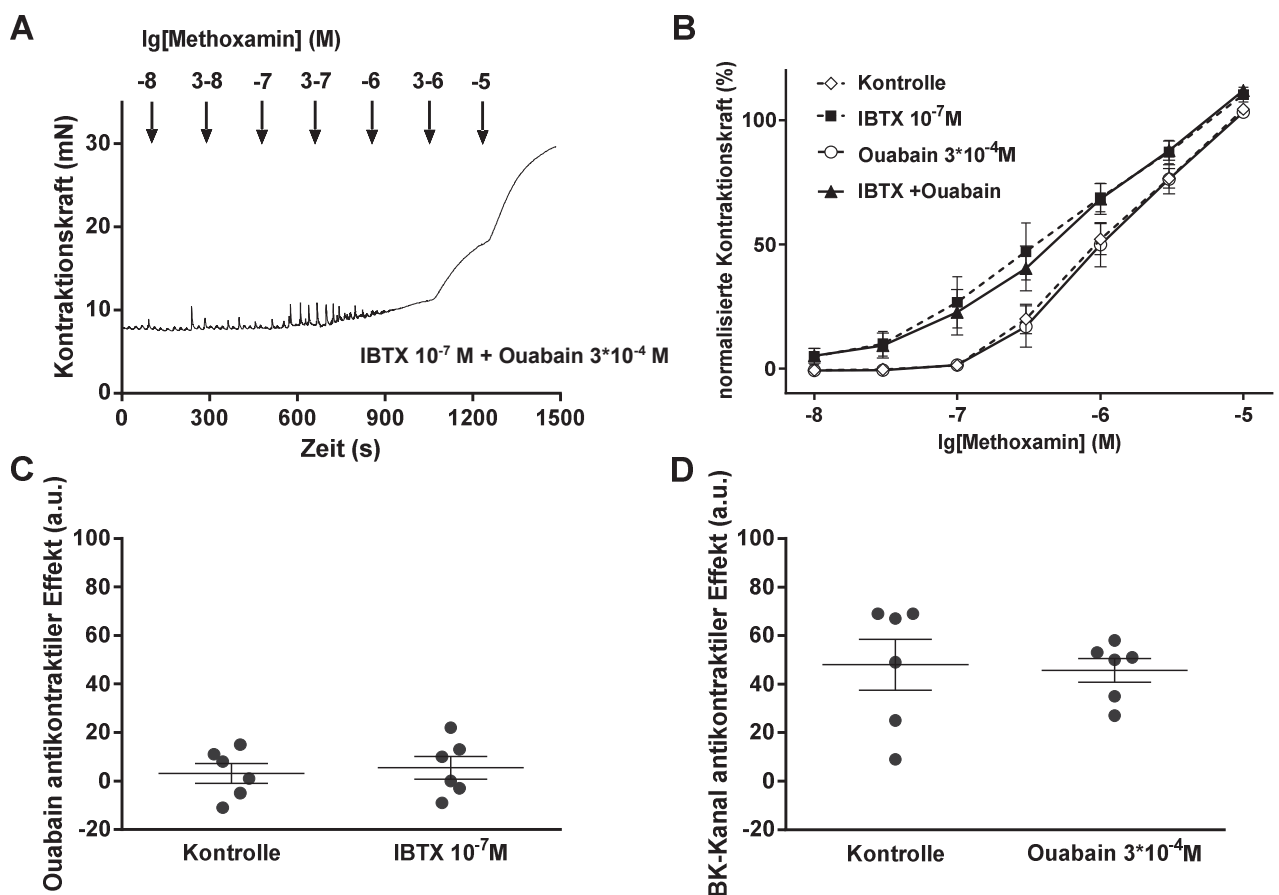 A
lg[Methoxamin] (M)
-8 3-8 -7 3-7 -6 3-6 -5
Kontraktionskraft (mN)
30
20
10
0
IBTX 10⁻⁷ M + Ouabain 3*10⁻⁴ M
0 300 600 900 1200 1500
Zeit (s)
B
normalisierte Kontraktionskraft (%)
100
50
0
Kontrolle
IBTX 10⁻⁷M
Ouabain 3*10⁻⁴M
IBTX +Ouabain
-8 -7 -6 -5
lg[Methoxamin] (M)
C
Ouabain antikontraktiler Effekt (a.u.)
100
80
60
40
20
0
-20
Kontrolle IBTX 10⁻⁷M
D
BK-Kanal antikontraktiler Effekt (a.u.)
100
80
60
40
20
0
-20
Kontrolle Ouabain 3*10⁻⁴M